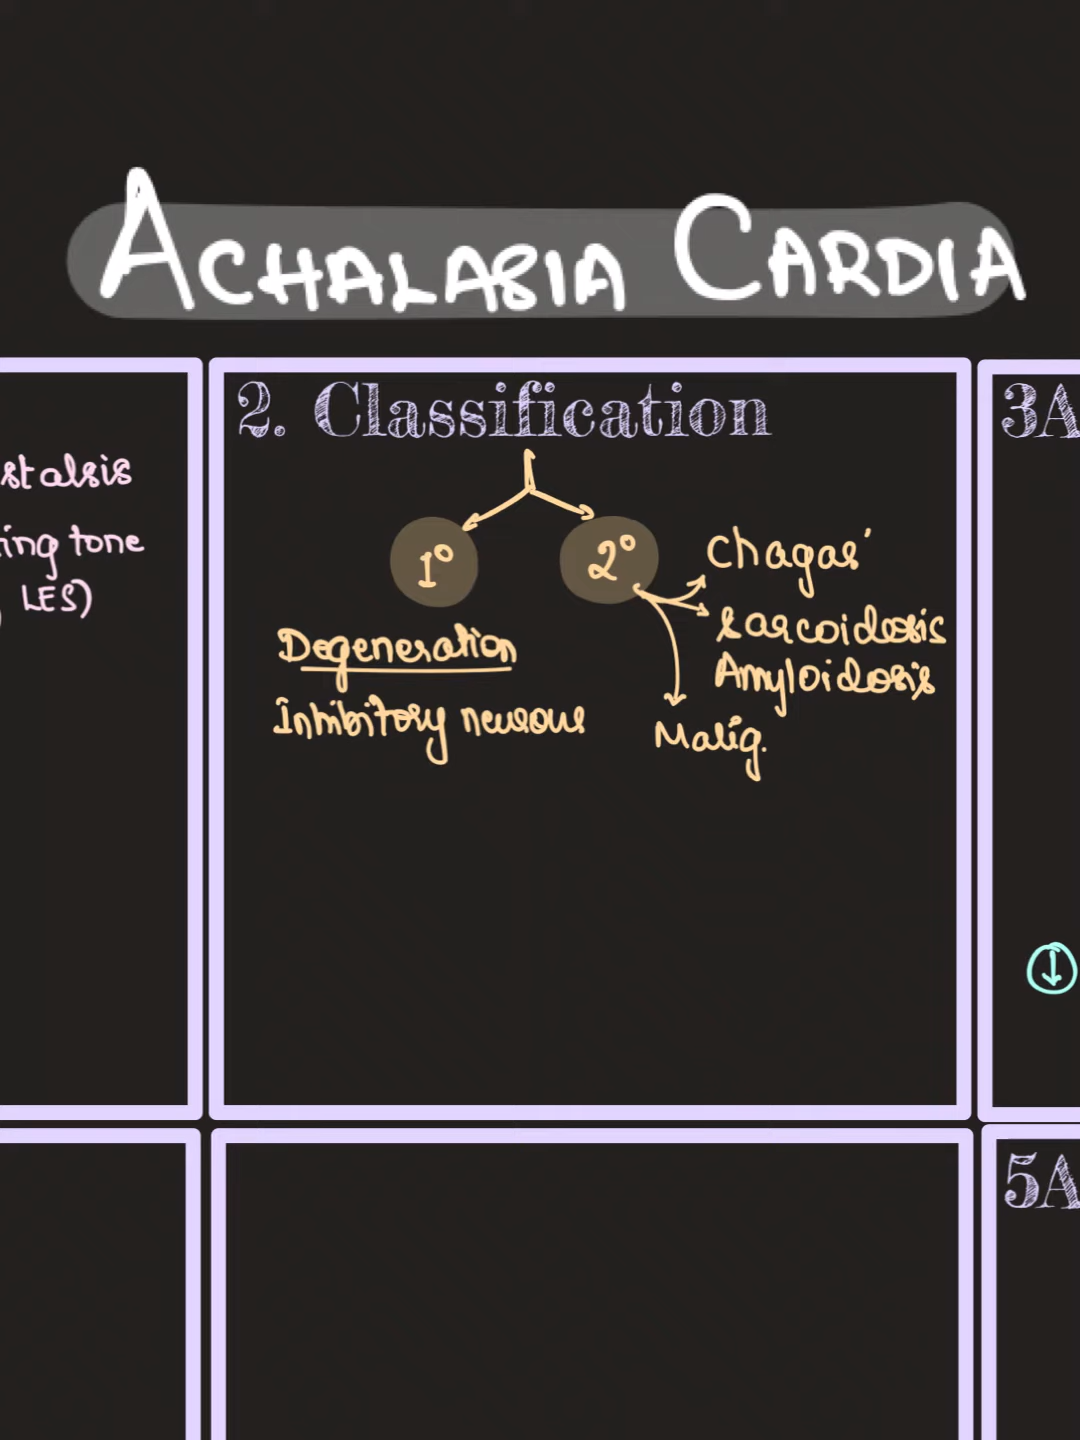 ACHALASIA CARDIA
stalsis
ing tone
LES)
2. Classification
1° 2°
Chagas'
Sarcoidosis
Amyloidosis
Malig.
Degeneration
Inhibitory neurons
3A
↓
5A